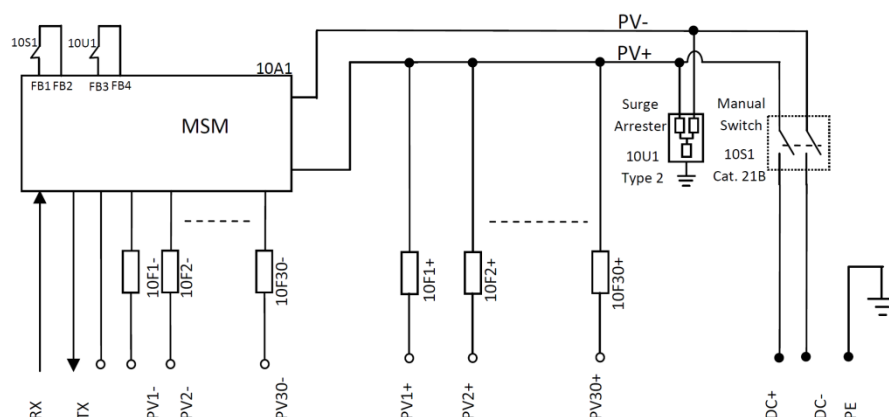 PV-
10S1
10U1
PV+
10A1
FB1
FB2
FB3
FB4
MSM
Surge
Arrester
10U1
Type 2
Manual
Switch
10S1
Cat. 21B
10F1-
10F2-
10F30-
10F1+
10F2+
10F30+
RX
TX
PV1-
PV2-
PV30-
PV1+
PV2+
PV30+
DC+
DC-
PE